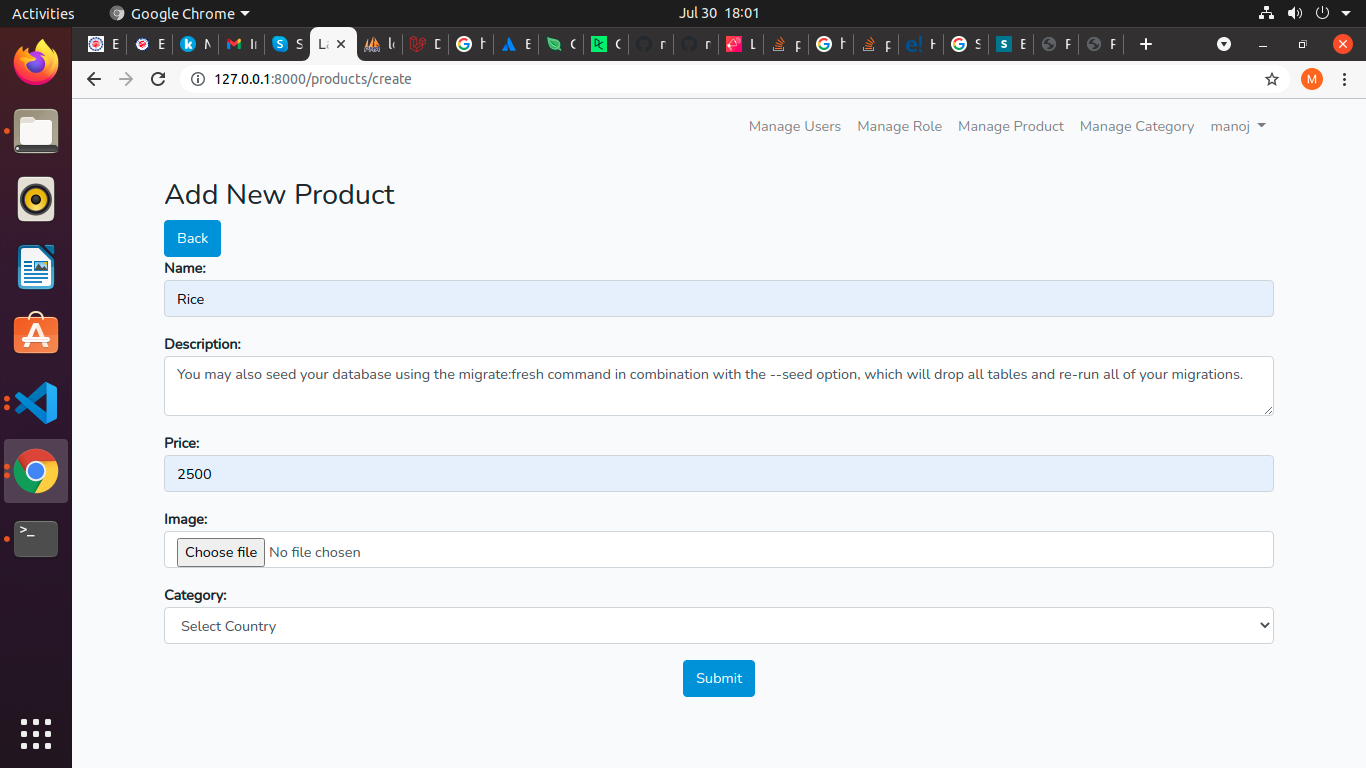 Activities
Google Chrome
Jul 30 18:01
127.0.0.1:8000/products/create
M
Manage Users
Manage Role
Manage Product
Manage Category
manoj
Add New Product
Back
Name:
Rice
Description:
You may also seed your database using the migrate:fresh command in combination with the --seed option, which will drop all tables and re-run all of your migrations.
Price:
2500
Image:
Choose file No file chosen
Category:
Select Country
Submit